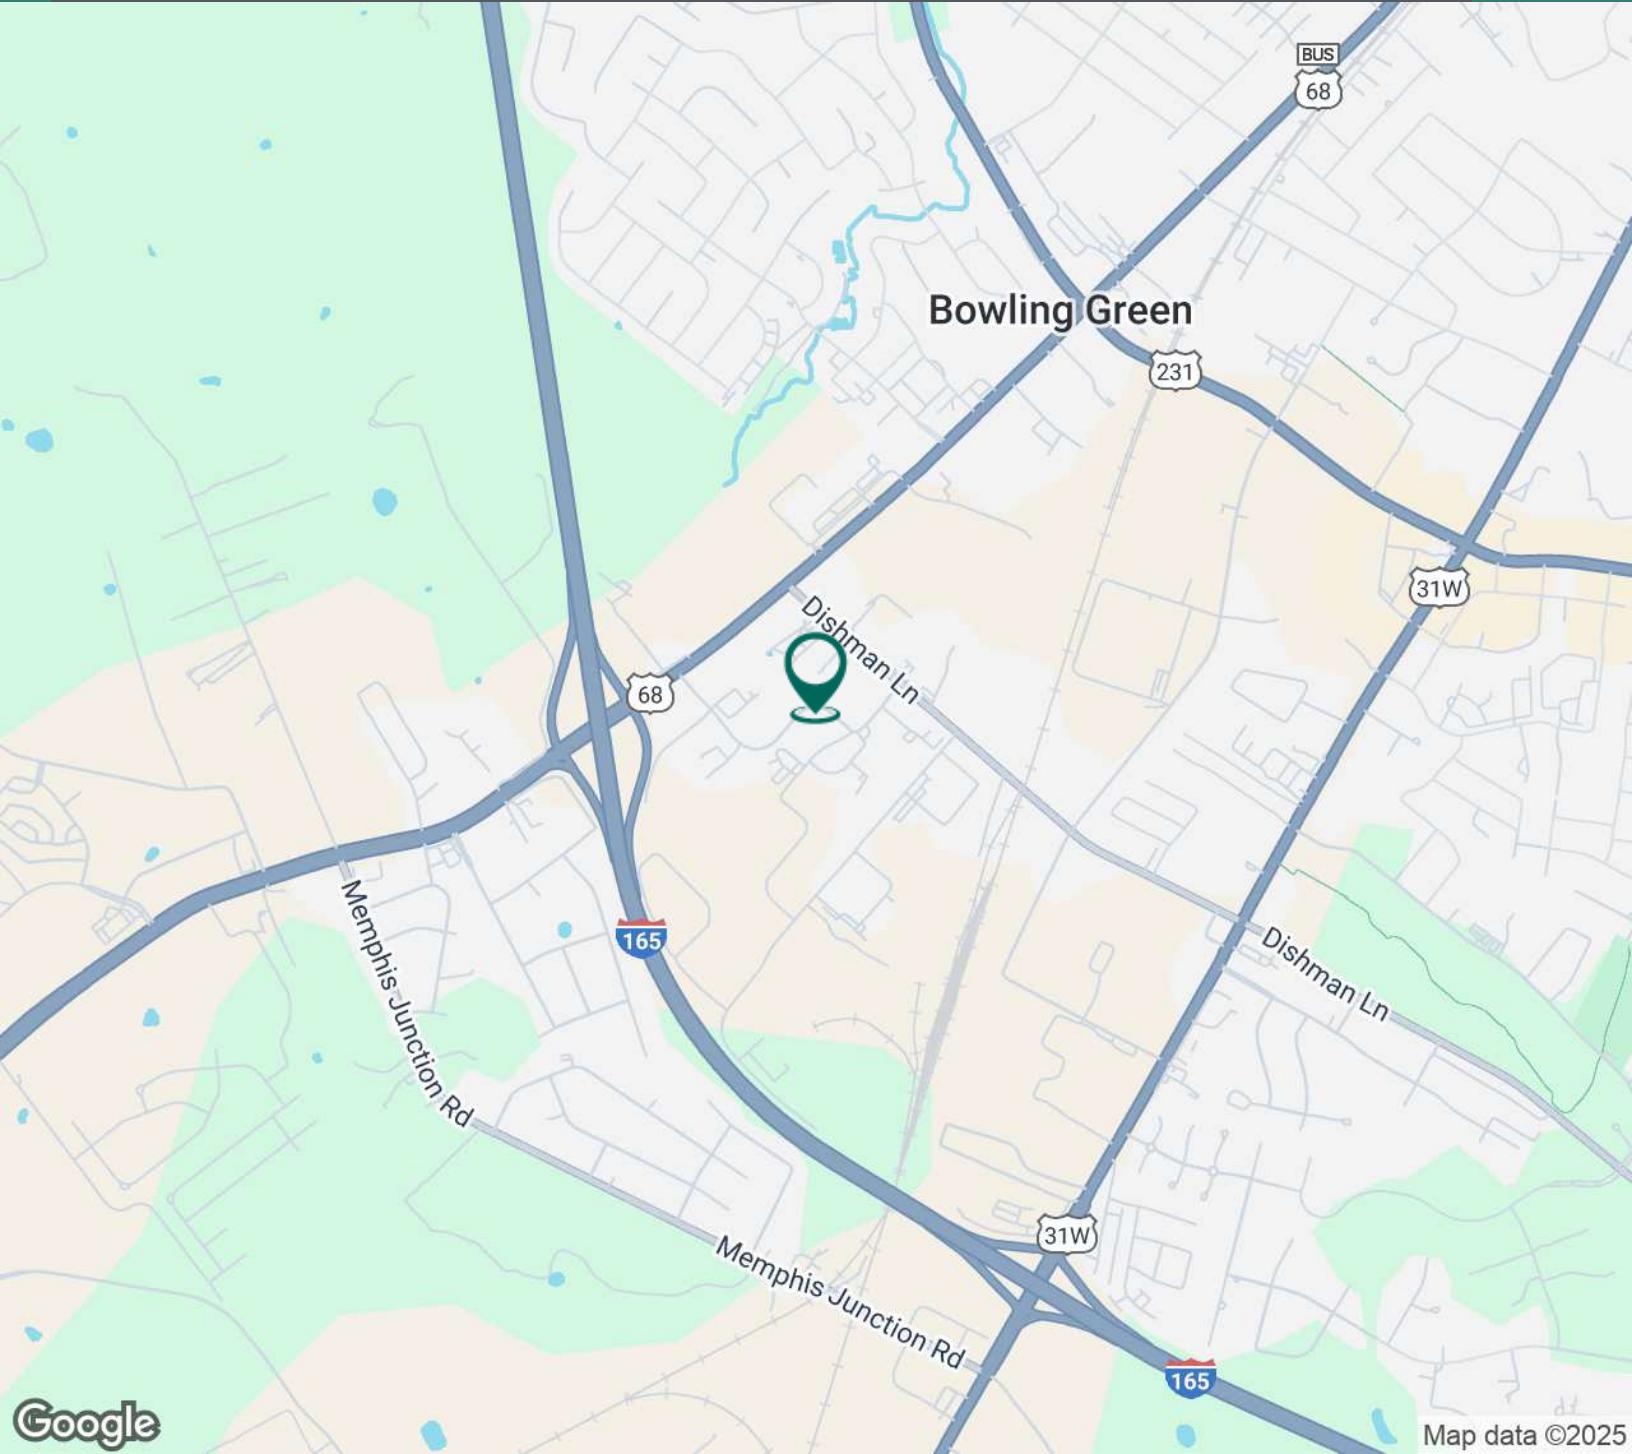 BUS
68
Bowling Green
231
31W
Dishman Ln
68
Memphis Junction Rd
165
Dishman Ln
31W
Memphis Junction Rd
165
Google
Map data ©2025